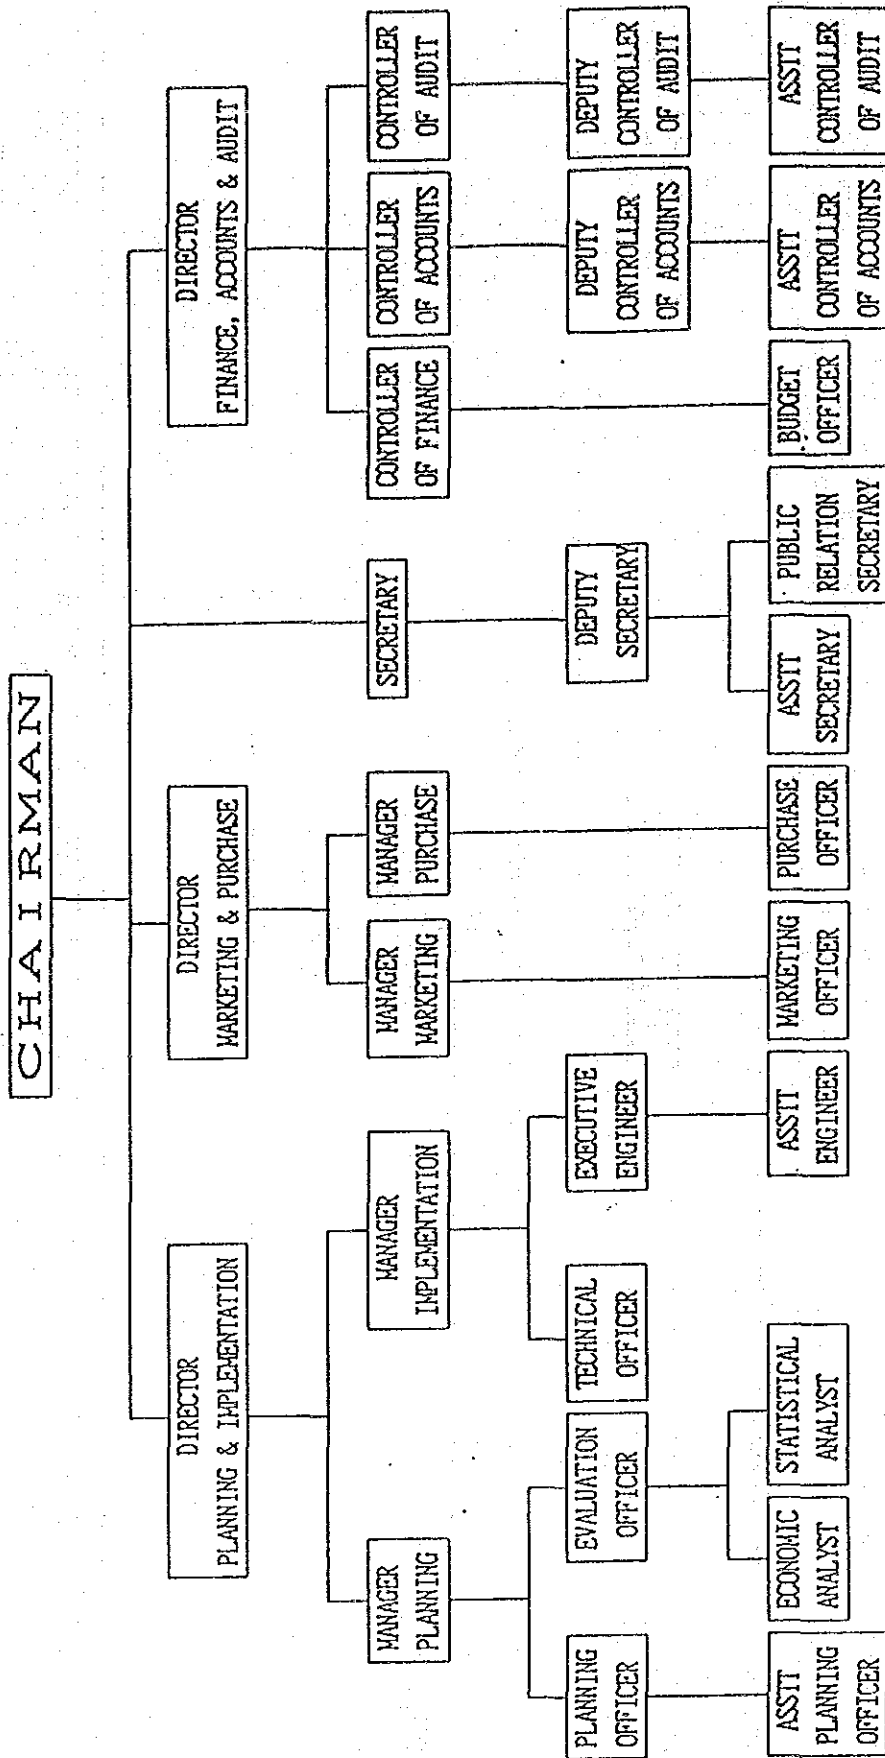 CHAIRMAN
DIRECTOR
PLANNING & IMPLEMENTATION
DIRECTOR
MARKETING & PURCHASE
DIRECTOR
FINANCE, ACCOUNTS & AUDIT
MANAGER
PLANNING
MANAGER
IMPLEMENTATION
MANAGER
MARKETING
MANAGER
PURCHASE
SECRETARY
CONTROLLER
OF FINANCE
CONTROLLER
OF ACCOUNTS
CONTROLLER
OF AUDIT
PLANNING
OFFICER
EVALUATION
OFFICER
TECHNICAL
OFFICER
EXECUTIVE
ENGINEER
DEPUTY
SECRETARY
DEPUTY
CONTROLLER
OF ACCOUNTS
DEPUTY
CONTROLLER
OF AUDIT
ASSTT
PLANNING
OFFICER
ECONOMIC
ANALYST
STATISTICAL
ANALYST
ASSTT
ENGINEER
MARKETING
OFFICER
PURCHASE
OFFICER
ASSTT
SECRETARY
PUBLIC
RELATION
SECRETARY
BUDGET
OFFICER
ASSTT
CONTROLLER
OF ACCOUNTS
ASSTT
CONTROLLER
OF AUDIT